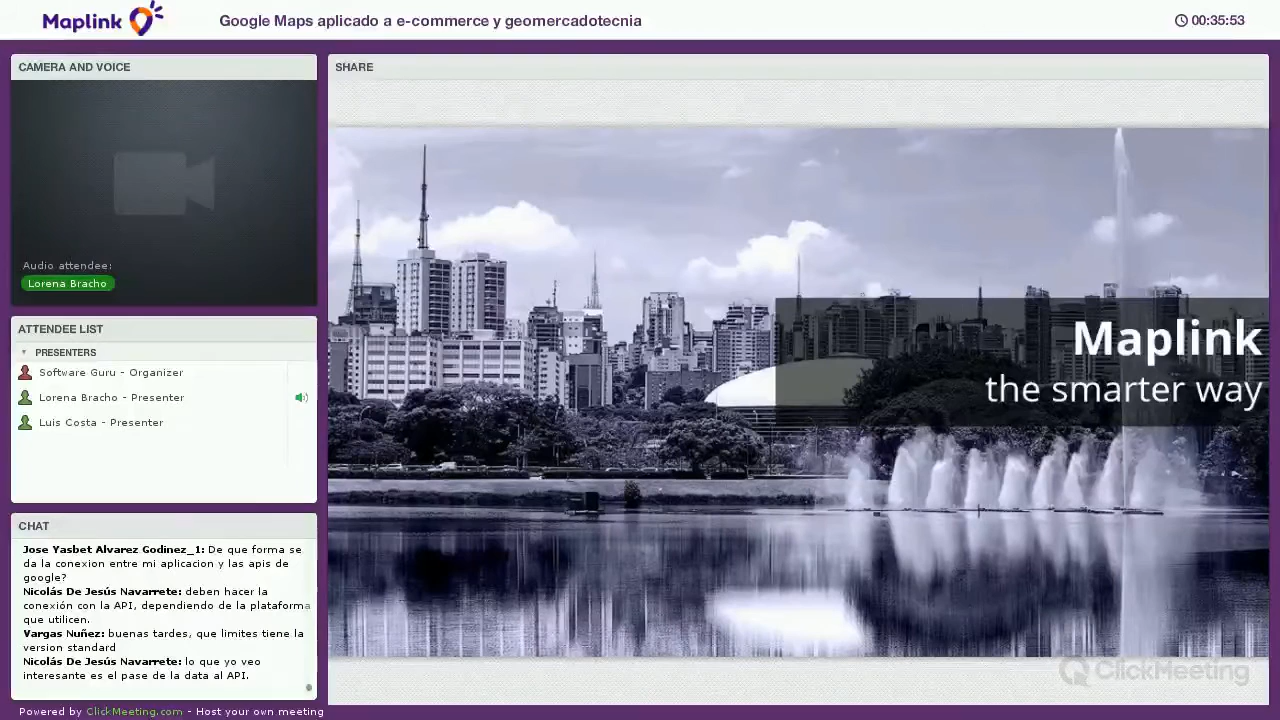 Maplink
Google Maps aplicado a e-commerce y geomercadotecnia
00:35:53
CAMERA AND VOICE
Audio attendee:
Lorena Bracho
ATTENDEE LIST
PRESENTERS
Software Guru - Organizer
Lorena Bracho - Presenter
Luis Costa - Presenter
CHAT
Jose Yasbet Alvarez Godinez_1: De que forma se
da la conexion entre mi aplicacion y las apis de
google?
Nicolás De Jesús Navarrete: deben hacer la
conexión con la API, dependiendo de la plataforma
que utilicen.
Vargas Nuñez: buenas tardes, que limites tiene la
version standard
Nicolás De Jesús Navarrete: lo que yo veo
interesante es el pase de la data al API.
SHARE
Maplink
the smarter way
ClickMeeting
Powered by ClickMeeting.com - Host your own meeting